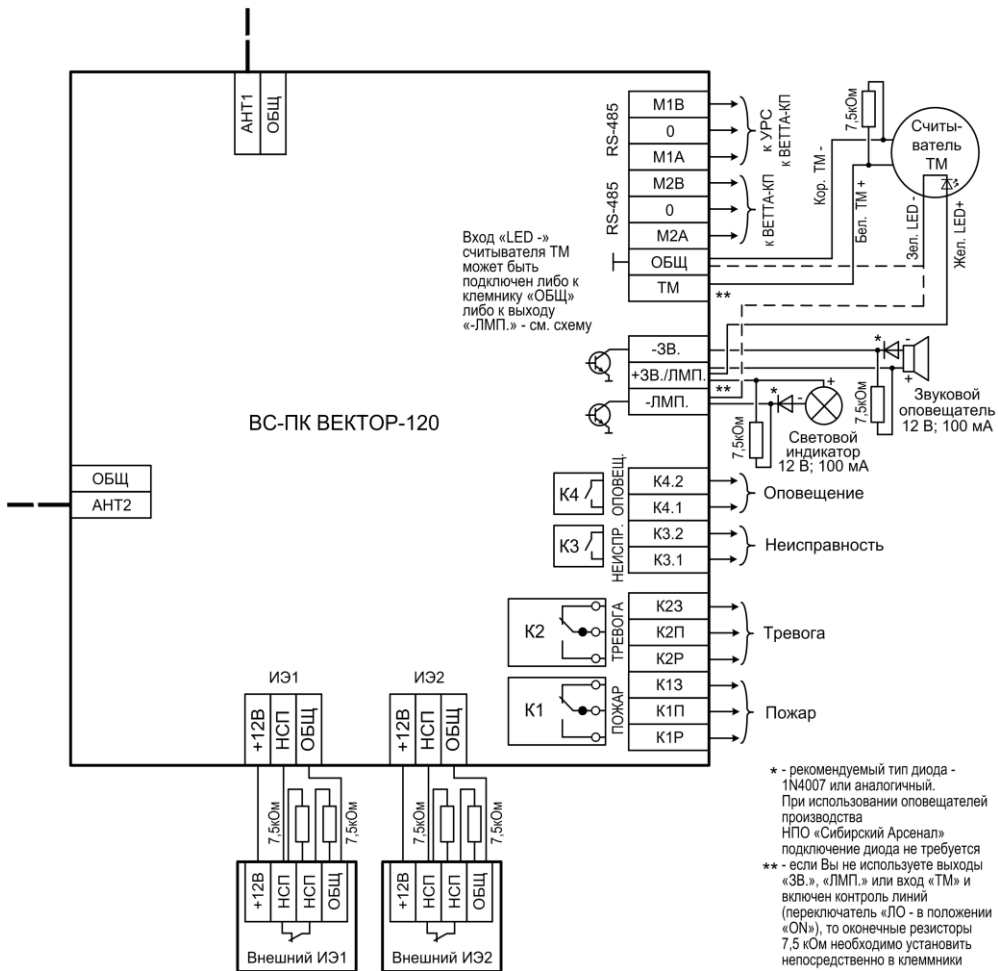 АНТ1
ОБЩ
RS-485
М1В
0
М1А
к УРС
к ВЕТТА-КП
RS-485
М2В
0
М2А
к ВЕТТА-КП
ОБЩ
ТМ
**
Вход «LED -»
считывателя ТМ
может быть
подключен либо к
клемнику «ОБЩ»
либо к выходу
«-ЛМП.» - см. схему
7,5кОм
Считы-
ватель
ТМ
Кор. ТМ -
Бел. ТМ +
Зел. LED -
Жел. LED+
-ЗВ.
+ЗВ./ЛМП.
-ЛМП.
**
*
-
+
7,5кОм
Звуковой
оповещатель
12 В; 100 мА
*
-
+
7,5кОм
Световой
индикатор
12 В; 100 мА
ВС-ПК ВЕКТОР-120
ОБЩ
АНТ2
К4
ОПОВЕЩ.
К4.2
К4.1
Оповещение
К3
НЕИСПР.
К3.2
К3.1
Неисправность
К2
ТРЕВОГА
К23
К2П
К2Р
Тревога
К1
ПОЖАР
К13
К1П
К1Р
Пожар
ИЭ1
+12В
НСП
ОБЩ
ИЭ2
+12В
НСП
ОБЩ
7,5кОм
7,5кОм
7,5кОм
7,5кОм
+12В
НСП
НСП
ОБЩ
Внешний ИЭ1
+12В
НСП
НСП
ОБЩ
Внешний ИЭ2
* - рекомендуемый тип диода -
1N4007 или аналогичный.
При использовании оповещателей
производства
НПО «Сибирский Арсенал»
подключение диода не требуется
** - если Вы не используете выходы
«ЗВ.», «ЛМП.» или вход «ТМ» и
включен контроль линий
(переключатель «ЛО - в положении
«ON»), то оконечные резисторы
7,5 кОм необходимо установить
непосредственно в клеммники